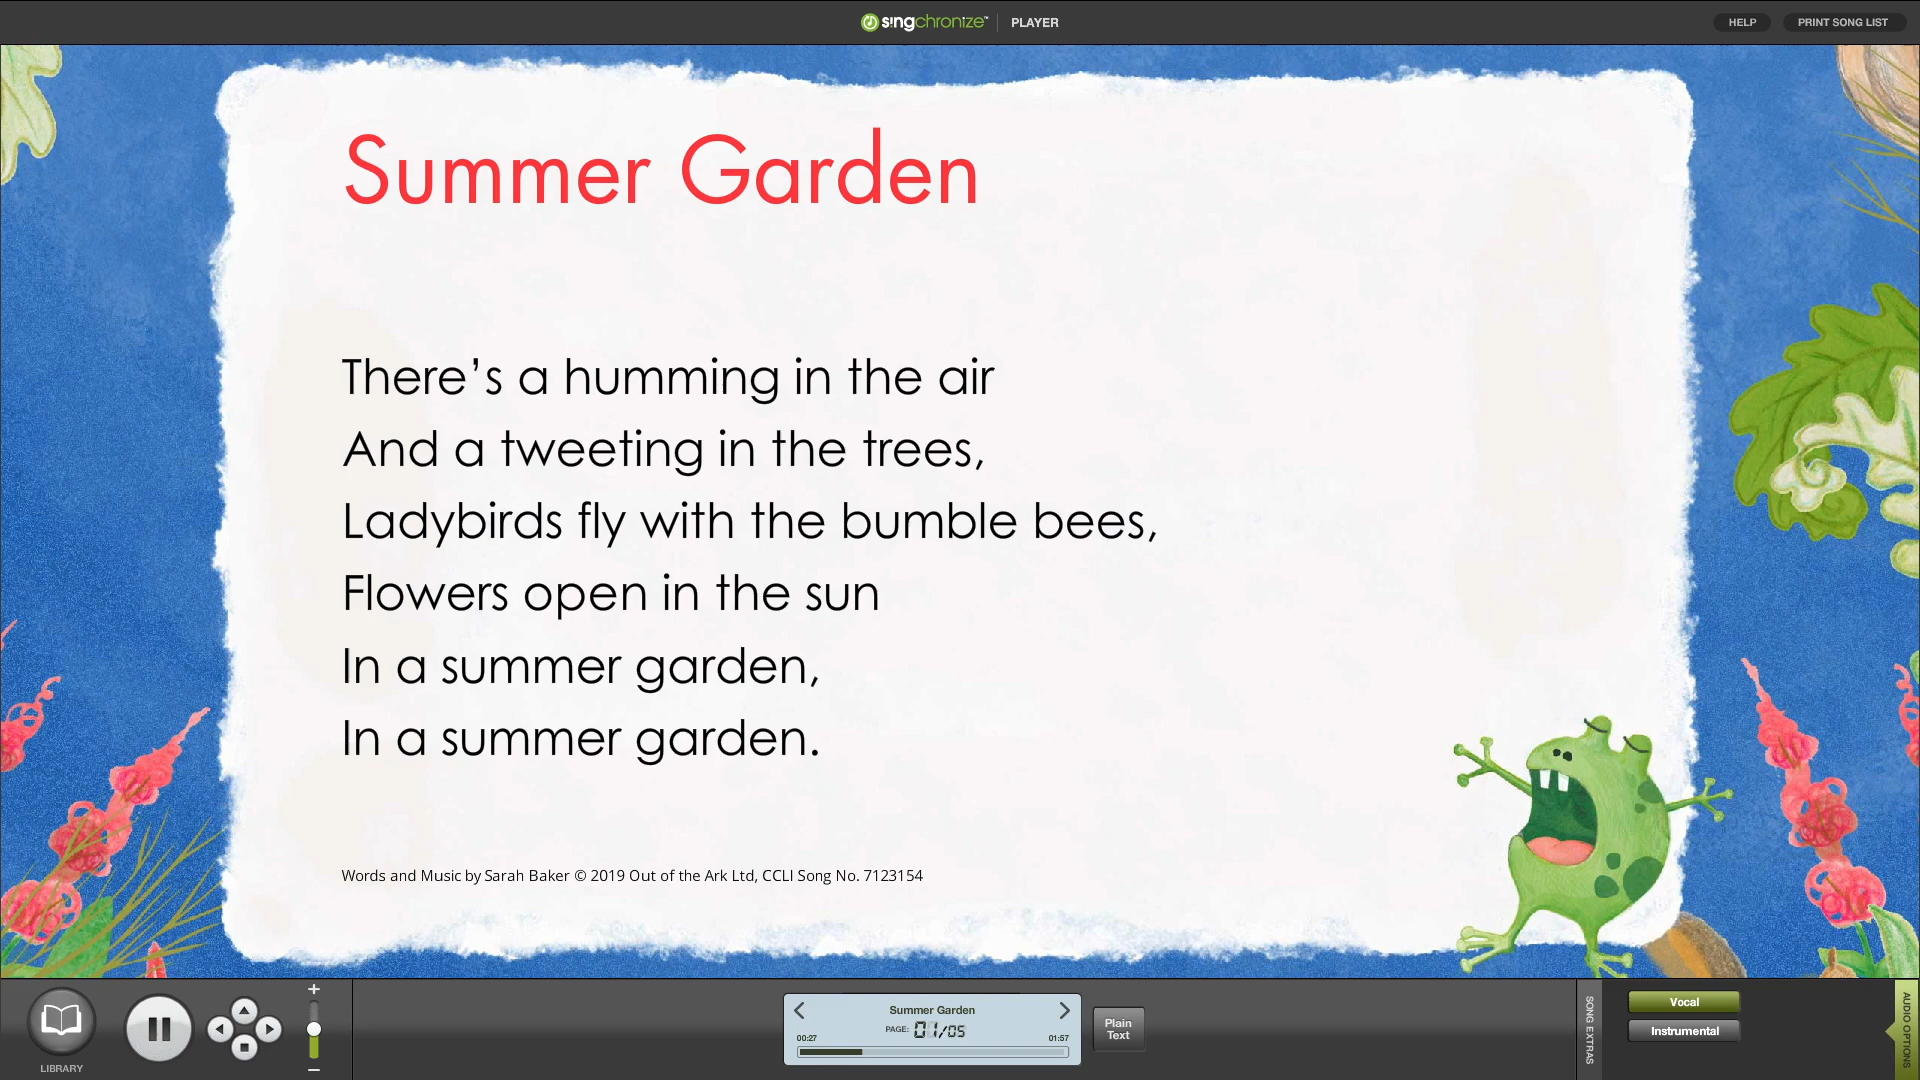 singchronize™ PLAYER
HELP
PRINT SONG LIST
Summer Garden
There’s a humming in the air
And a tweeting in the trees,
Ladybirds fly with the bumble bees,
Flowers open in the sun
In a summer garden,
In a summer garden.
Words and Music by Sarah Baker © 2019 Out of the Ark Ltd, CCLI Song No. 7123154
LIBRARY
+
−
Summer Garden
PAGE: 01/05
00:27
01:57
Plain
Text
SONG EXTRAS
Vocal
Instrumental
AUDIO OPTIONS